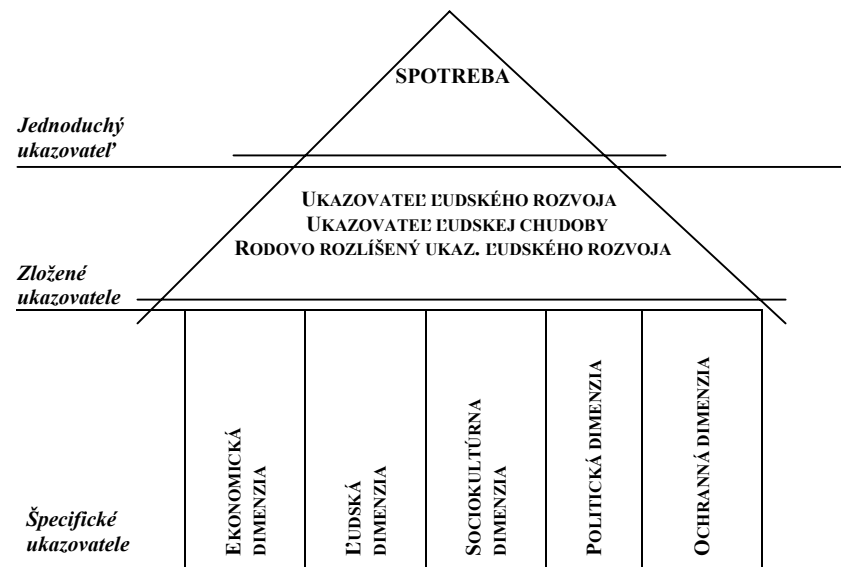 SPOTREBA
Jednoduchý
ukazovateľ
UKAZOVATEĽ ĽUDSKÉHO ROZVOJA
UKAZOVATEĽ ĽUDSKEJ CHUDOBY
RODOVO ROZLÍŠENÝ UKAZ. ĽUDSKÉHO ROZVOJA
Zložené
ukazovatele
EKONOMICKÁ
DIMENZIA
ĽUDSKÁ
DIMENZIA
SOCIOKULTÚRNA
DIMENZIA
POLITICKÁ DIMENZIA
OCHRANNÁ DIMENZIA
Špecifické
ukazovatele